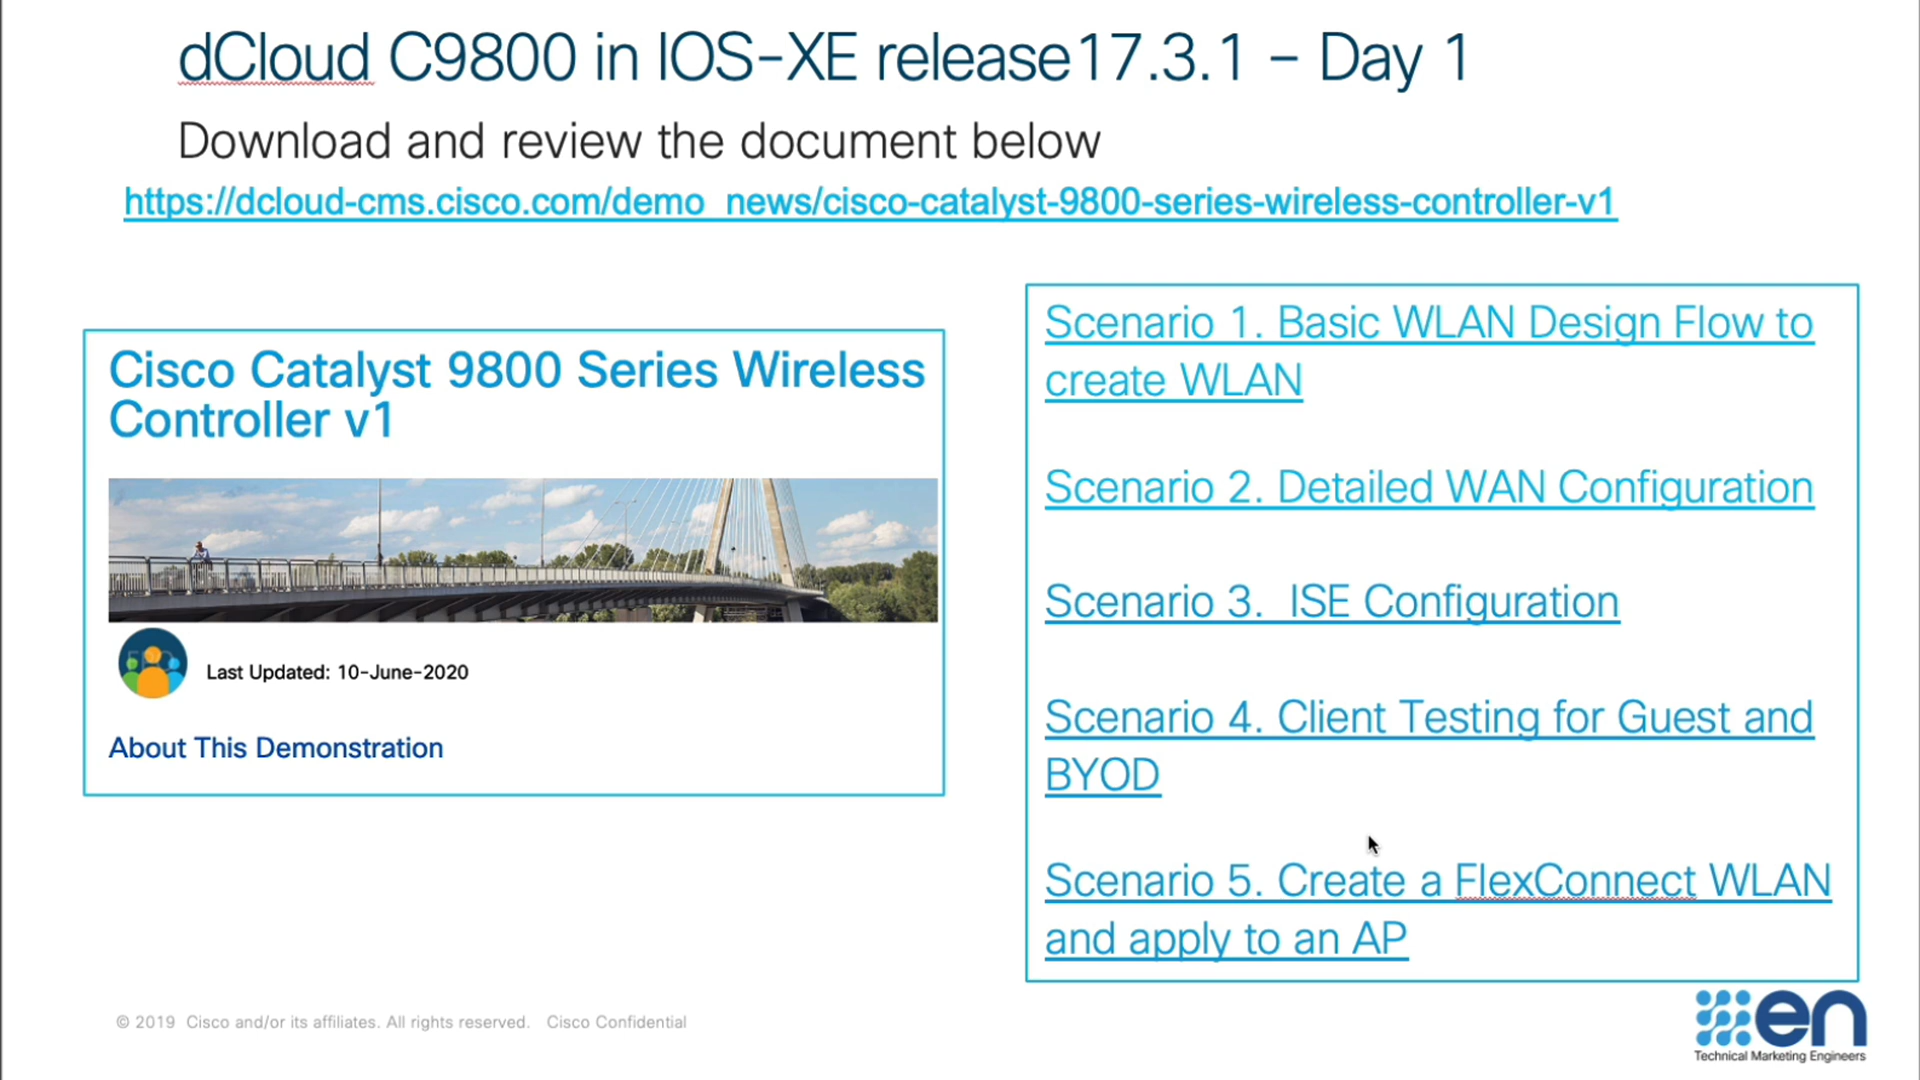 dCloud C9800 in IOS-XE release17.3.1 – Day 1
Download and review the document below
https://dcloud-cms.cisco.com/demo_news/cisco-catalyst-9800-series-wireless-controller-v1
Cisco Catalyst 9800 Series Wireless
Controller v1
Last Updated: 10-June-2020
About This Demonstration
Scenario 1. Basic WLAN Design Flow to
create WLAN
Scenario 2. Detailed WAN Configuration
Scenario 3.  ISE Configuration
Scenario 4. Client Testing for Guest and
BYOD
Scenario 5. Create a FlexConnect WLAN
and apply to an AP
© 2019 Cisco and/or its affiliates. All rights reserved. Cisco Confidential
en
Technical Marketing Engineers